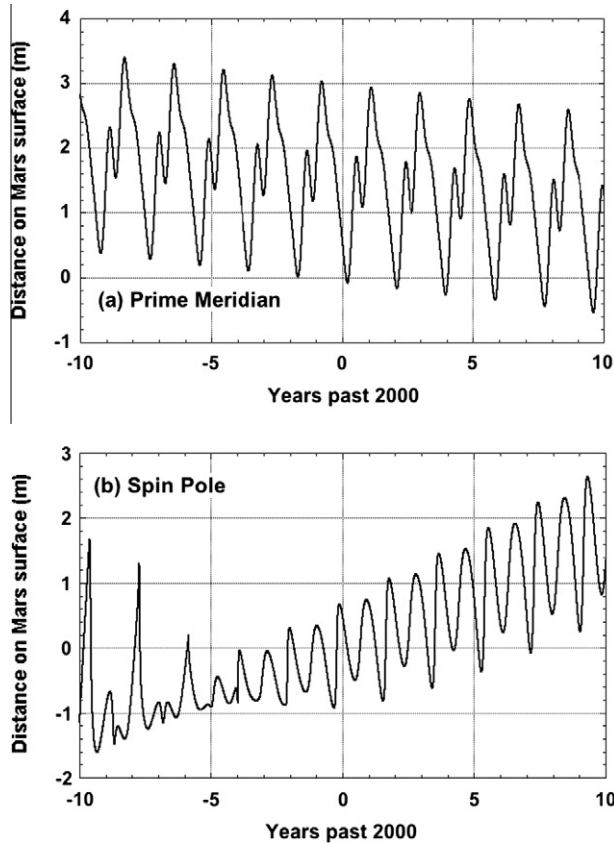 4
3
2
1
0
-1
Distance on Mars surface (m)
(a) Prime Meridian
-10 -5 0 5 10
Years past 2000
3
2
1
0
-1
-2
Distance on Mars surface (m)
(b) Spin Pole
-10 -5 0 5 10
Years past 2000